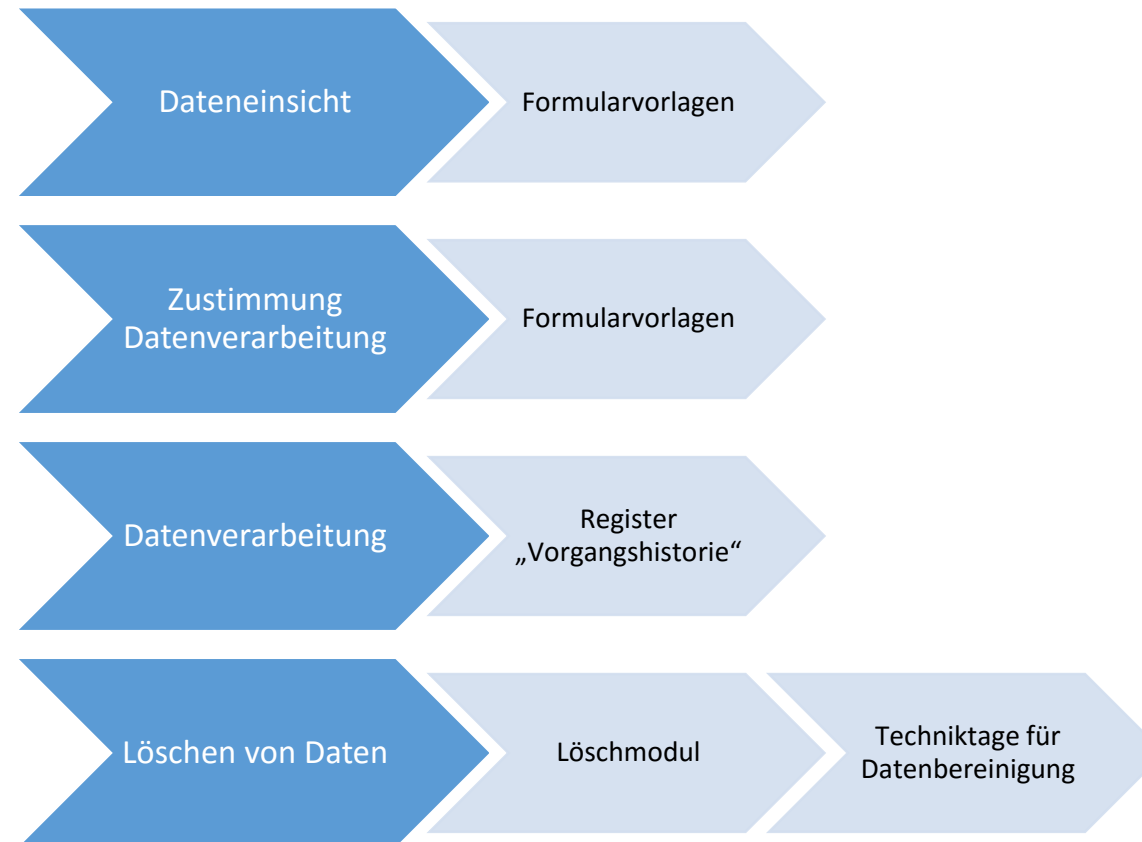 Dateneinsicht
Formularvorlagen
Zustimmung
Datenverarbeitung
Formularvorlagen
Datenverarbeitung
Register
„Vorgangshistorie“
Löschen von Daten
Löschmodul
Techniktage für
Datenbereinigung